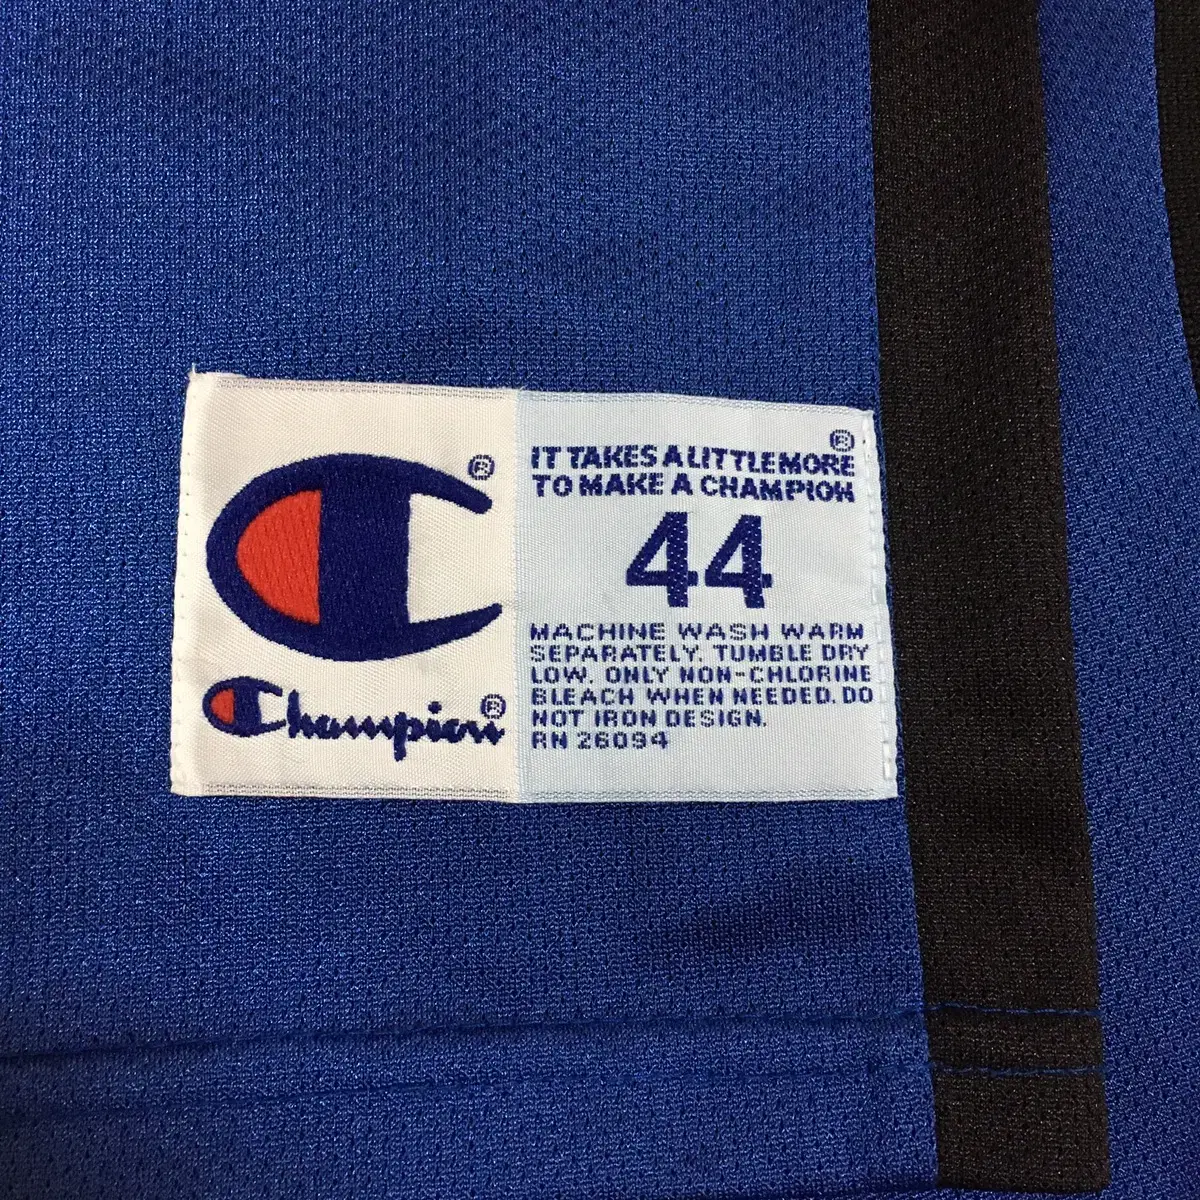 Champion®
®
IT TAKES A LITTLE MORE®
TO MAKE A CHAMPION
44
MACHINE WASH WARM
SEPARATELY. TUMBLE DRY
LOW. ONLY NON-CHLORINE
BLEACH WHEN NEEDED. DO
NOT IRON DESIGN.
RN 26094